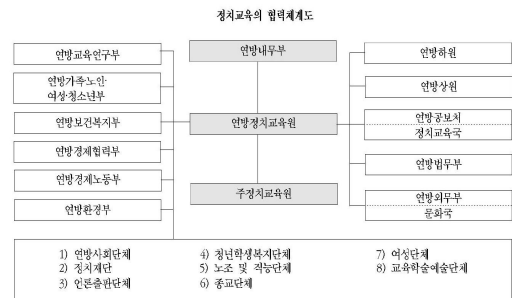 정치교육의 협력체계도
연방교육연구부
연방가족·노인·
여성·청소년부
연방보건복지부
연방경제협력부
연방경제노동부
연방환경부
연방내무부
연방정치교육원
주정치교육원
연방하원
연방상원
연방공보처
정치교육국
연방법무부
연방외무부
문화국
1) 연방사회단체
2) 정치재단
3) 언론출판단체
4) 청년학생복지단체
5) 노조 및 직능단체
6) 종교단체
7) 여성단체
8) 교육학술예술단체